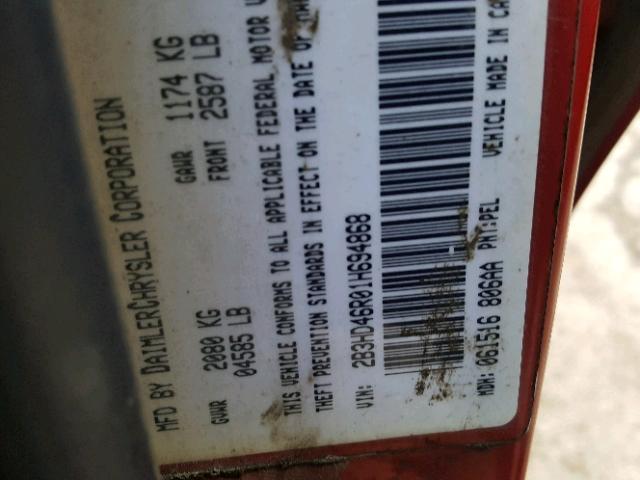 MFD BY DAIMLERCHRYSLER CORPORATION
GVWR 2080 KG 04585 LB
GAWR FRONT 1174 KG 2587 LB
THIS VEHICLE CONFORMS TO ALL APPLICABLE FEDERAL MOTOR
THEFT PREVENTION STANDARDS IN EFFECT ON THE DATE OF
VIN: 2B3HD46R01H694868
MDH: 061516 806AA PNT:PEL VEHICLE MADE IN CA